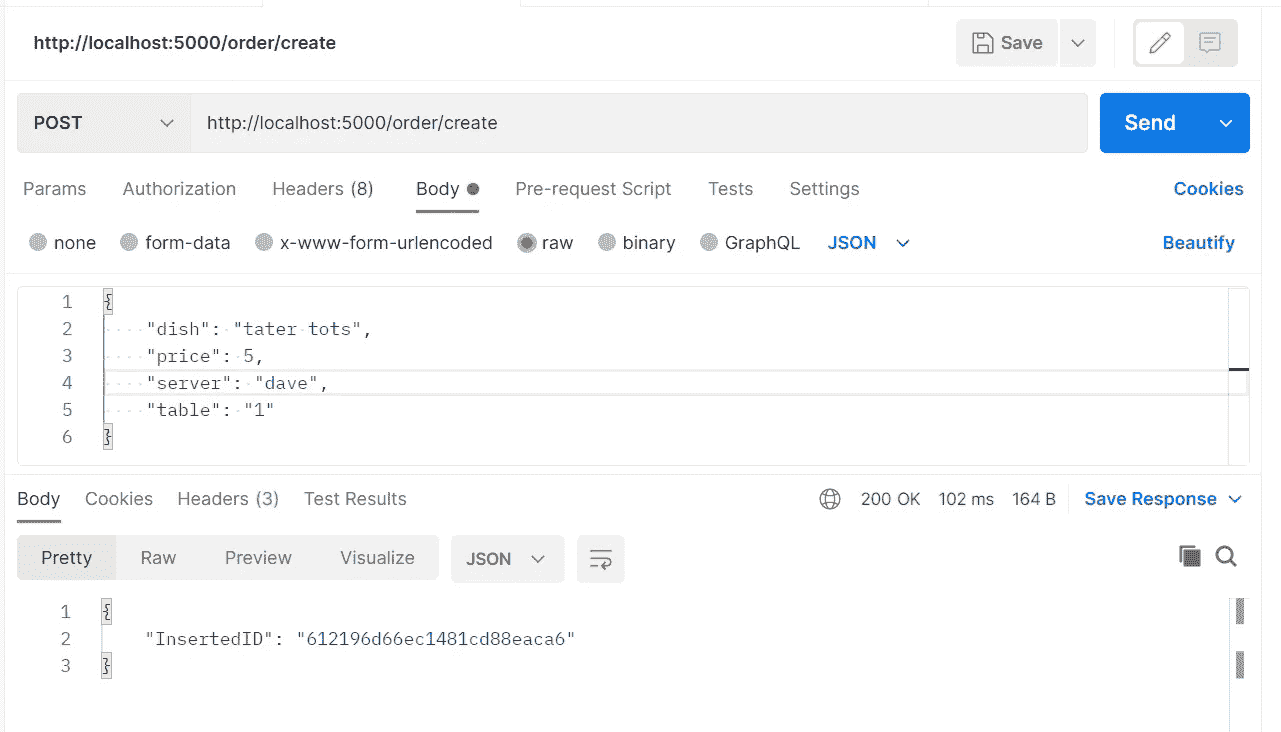 http://localhost:5000/order/create Save
POST http://localhost:5000/order/create Send
Params Authorization Headers (8) Body Pre-request Script Tests Settings Cookies
none form-data x-www-form-urlencoded raw binary GraphQL JSON Beautify
1 {
2 "dish": "tater tots",
3 "price": 5,
4 "server": "dave",
5 "table": "1"
6 }
Body Cookies Headers (3) Test Results 200 OK 102 ms 164 B Save Response
Pretty Raw Preview Visualize JSON
1 {
2 "InsertedID": "612196d66ec1481cd88eaca6"
3 }